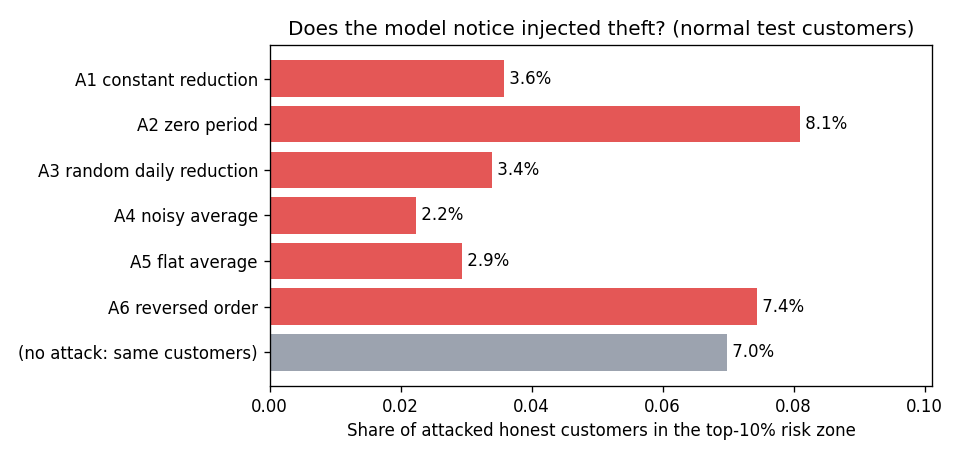 Does the model notice injected theft? (normal test customers)
A1 constant reduction 3.6%
A2 zero period 8.1%
A3 random daily reduction 3.4%
A4 noisy average 2.2%
A5 flat average 2.9%
A6 reversed order 7.4%
(no attack: same customers) 7.0%
0.00 0.02 0.04 0.06 0.08 0.10
Share of attacked honest customers in the top-10% risk zone